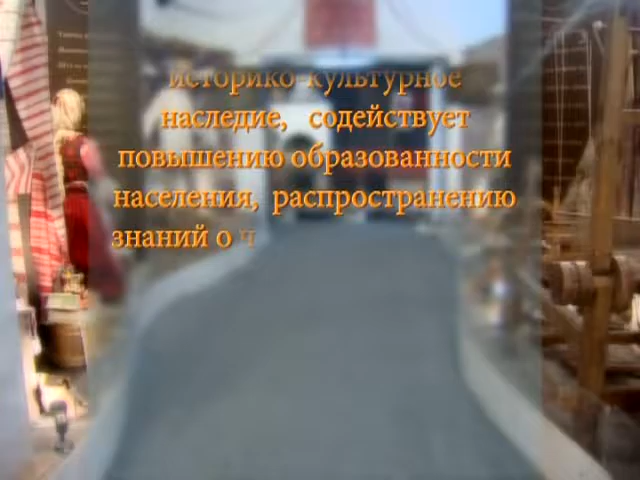 историко-культурное
наследие, содействует
повышению образованности
населения, распространению
знаний о ч